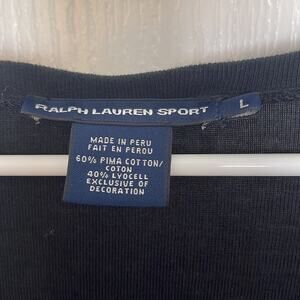 RALPH LAUREN SPORT L
MADE IN PERU
FAIT EN PEROU
60% PIMA COTTON/
COTON
40% LYOCELL
EXCLUSIVE OF
DECORATION